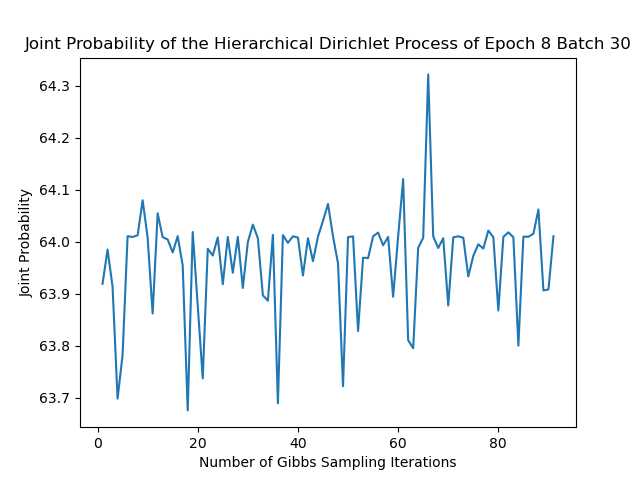 Joint Probability of the Hierarchical Dirichlet Process of Epoch 8 Batch 30
64.3
64.2
64.1
64.0
63.9
63.8
63.7
Joint Probability
0 20 40 60 80
Number of Gibbs Sampling Iterations